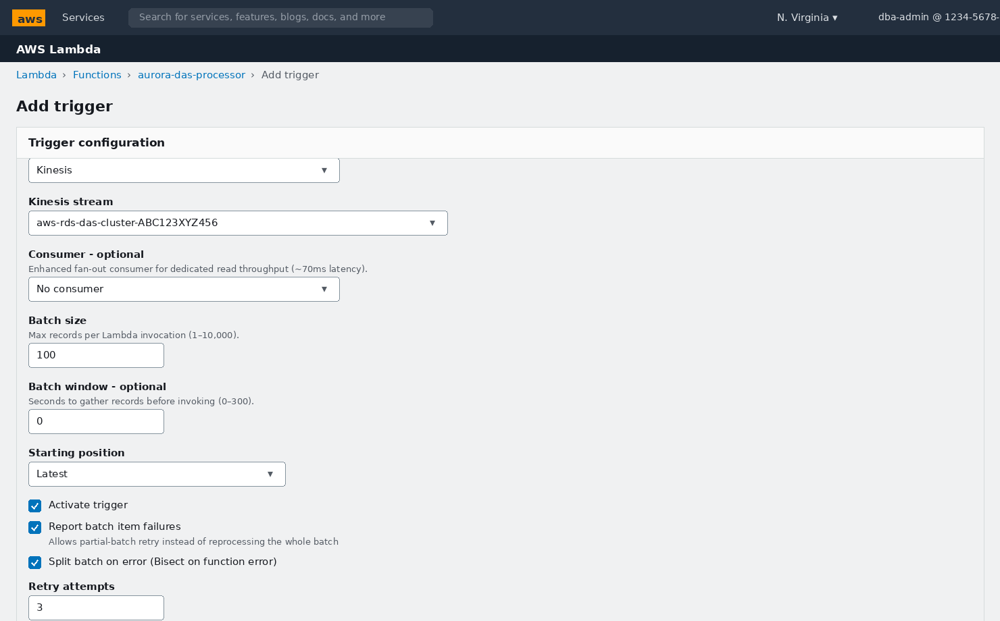 aws Services Search for services, features, blogs, docs, and more N. Virginia ▾ dba-admin @ 1234-5678-
AWS Lambda
Lambda › Functions › aurora-das-processor › Add trigger
Add trigger
Trigger configuration
Kinesis ▼
Kinesis stream
aws-rds-das-cluster-ABC123XYZ456 ▼
Consumer - optional
Enhanced fan-out consumer for dedicated read throughput (~70ms latency).
No consumer ▼
Batch size
Max records per Lambda invocation (1–10,000).
100
Batch window - optional
Seconds to gather records before invoking (0–300).
0
Starting position
Latest ▼
Activate trigger
Report batch item failures
Allows partial-batch retry instead of reprocessing the whole batch
Split batch on error (Bisect on function error)
Retry attempts
3